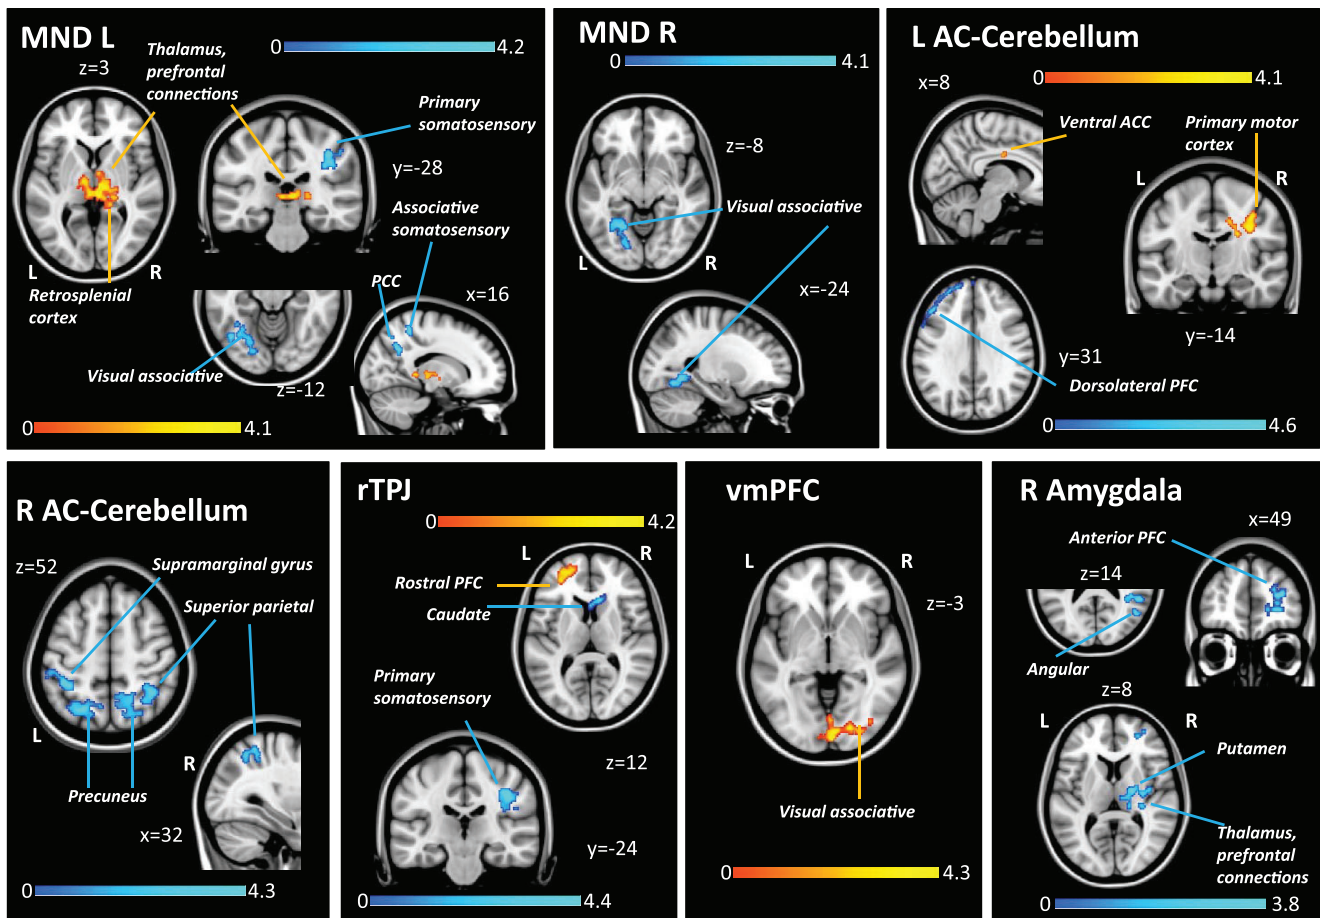 MND L
0 4.2
z=3
Thalamus,
prefrontal
connections
Primary
somatosensory
y=-28
Associative
somatosensory
L R
Retrosplenial
cortex
PCC
x=16
Visual associative
z=-12
0 4.1
MND R
0 4.1
z=-8
Visual associative
L R
x=-24
L AC-Cerebellum
0 4.1
x=8
Ventral ACC
Primary motor
cortex
L R
y=-14
y=31
Dorsolateral PFC
0 4.6
R AC-Cerebellum
z=52
Supramarginal gyrus
Superior parietal
L
R
Precuneus
x=32
0 4.3
rTPJ
0 4.2
L R
Rostral PFC
Caudate
Primary
somatosensory
z=12
y=-24
0 4.4
vmPFC
L R
z=-3
Visual associative
0 4.3
R Amygdala
x=49
Anterior PFC
z=14
Angular
z=8
L R
Putamen
Thalamus,
prefrontal
connections
0 3.8